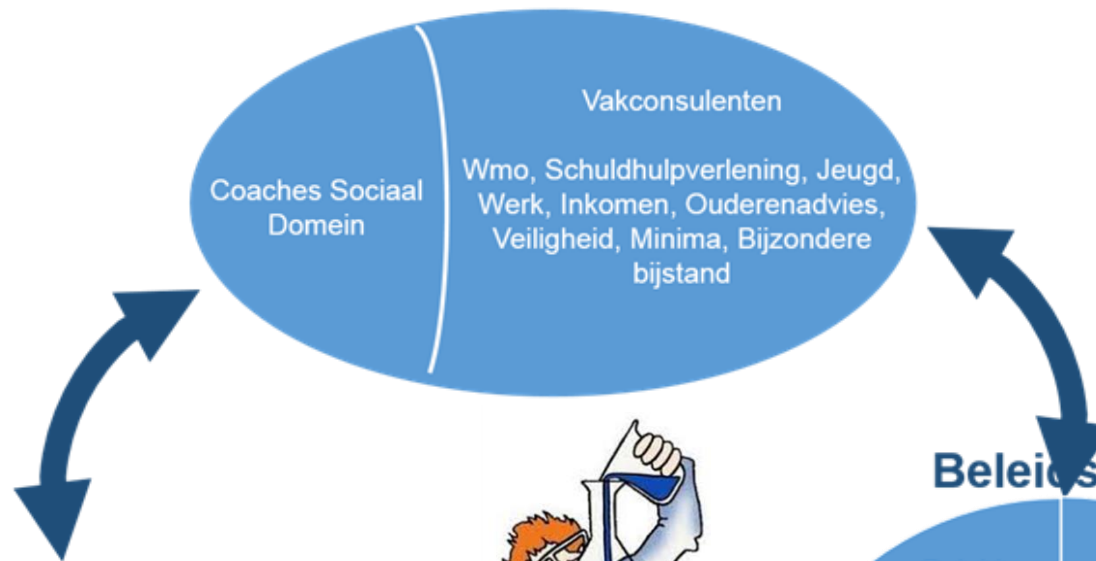 Vakconsulenten
Coaches Sociaal
Domein
Wmo, Schuldhulpverlening, Jeugd,
Werk, Inkomen, Ouderenadvies,
Veiligheid, Minima, Bijzondere
bijstand